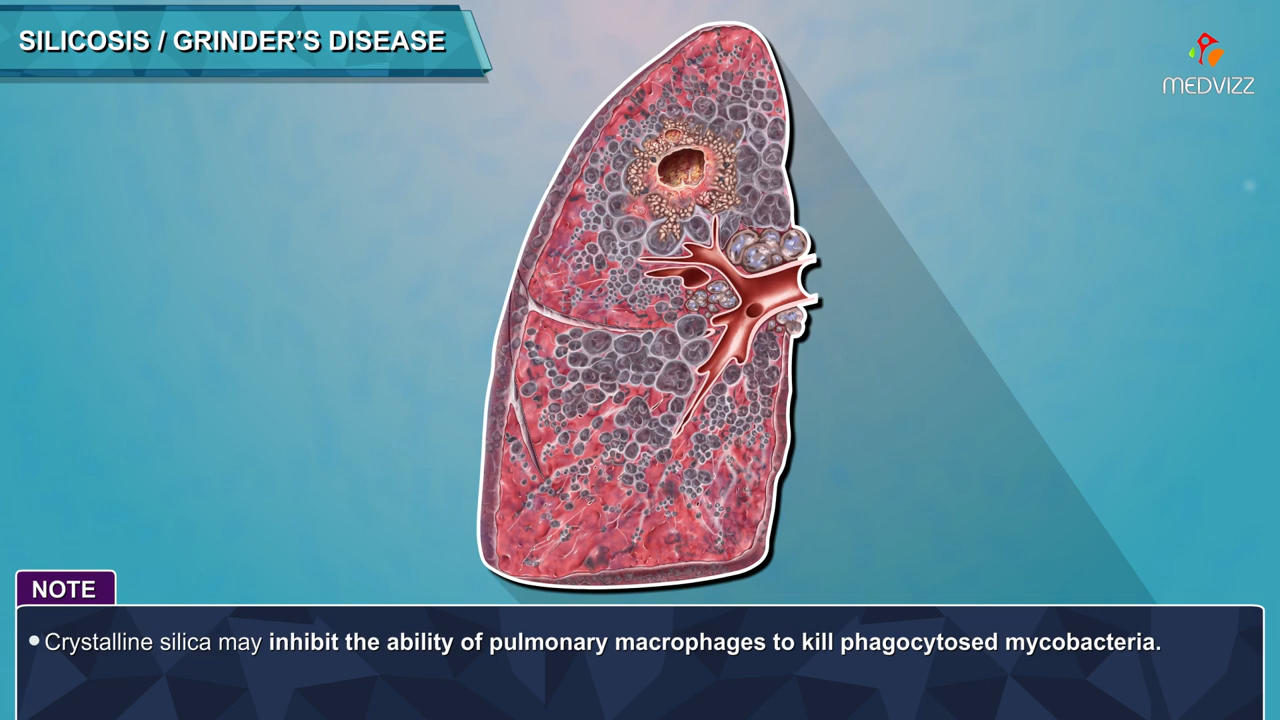 SILICOSIS / GRINDER’S DISEASE
MEDVIZZ
NOTE
• Crystalline silica may inhibit the ability of pulmonary macrophages to kill phagocytosed mycobacteria.